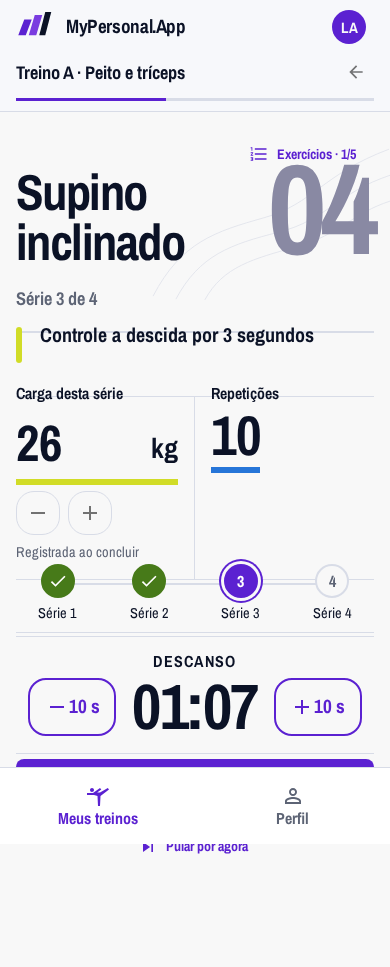 MyPersonal.App
LA
Treino A · Peito e tríceps
Exercícios · 1/5
Supino
inclinado
04
Série 3 de 4
Controle a descida por 3 segundos
Carga desta série
Repetições
26 kg
10
Registrada ao concluir
3
4
Série 1
Série 2
Série 3
Série 4
DESCANSO
− 10 s
01:07
+ 10 s
Meus treinos
Perfil
Pular por agora